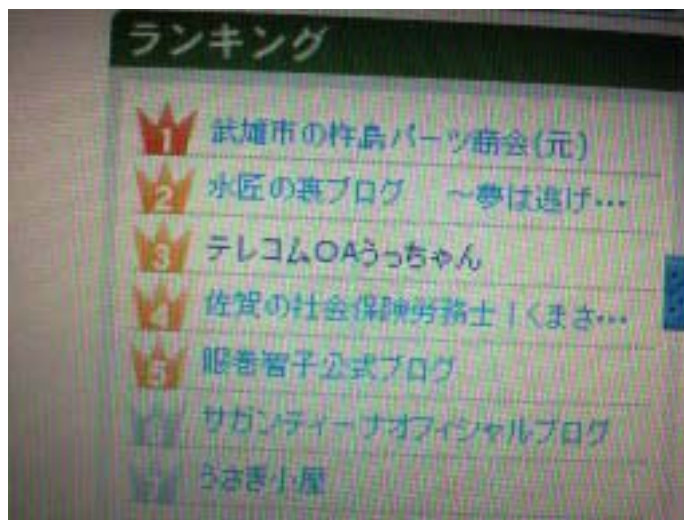 ランキング
1 武雄市の杵島パーツ商会(元)
2 水匠の裏ブログ　～夢は逃げ…
3 テレコムOAうっちゃん
4 佐賀の社会保険労務士！くまさ…
5 眼巻智子公式ブログ
6 サガンティーナオフィシャルブログ
7 うさぎ小屋